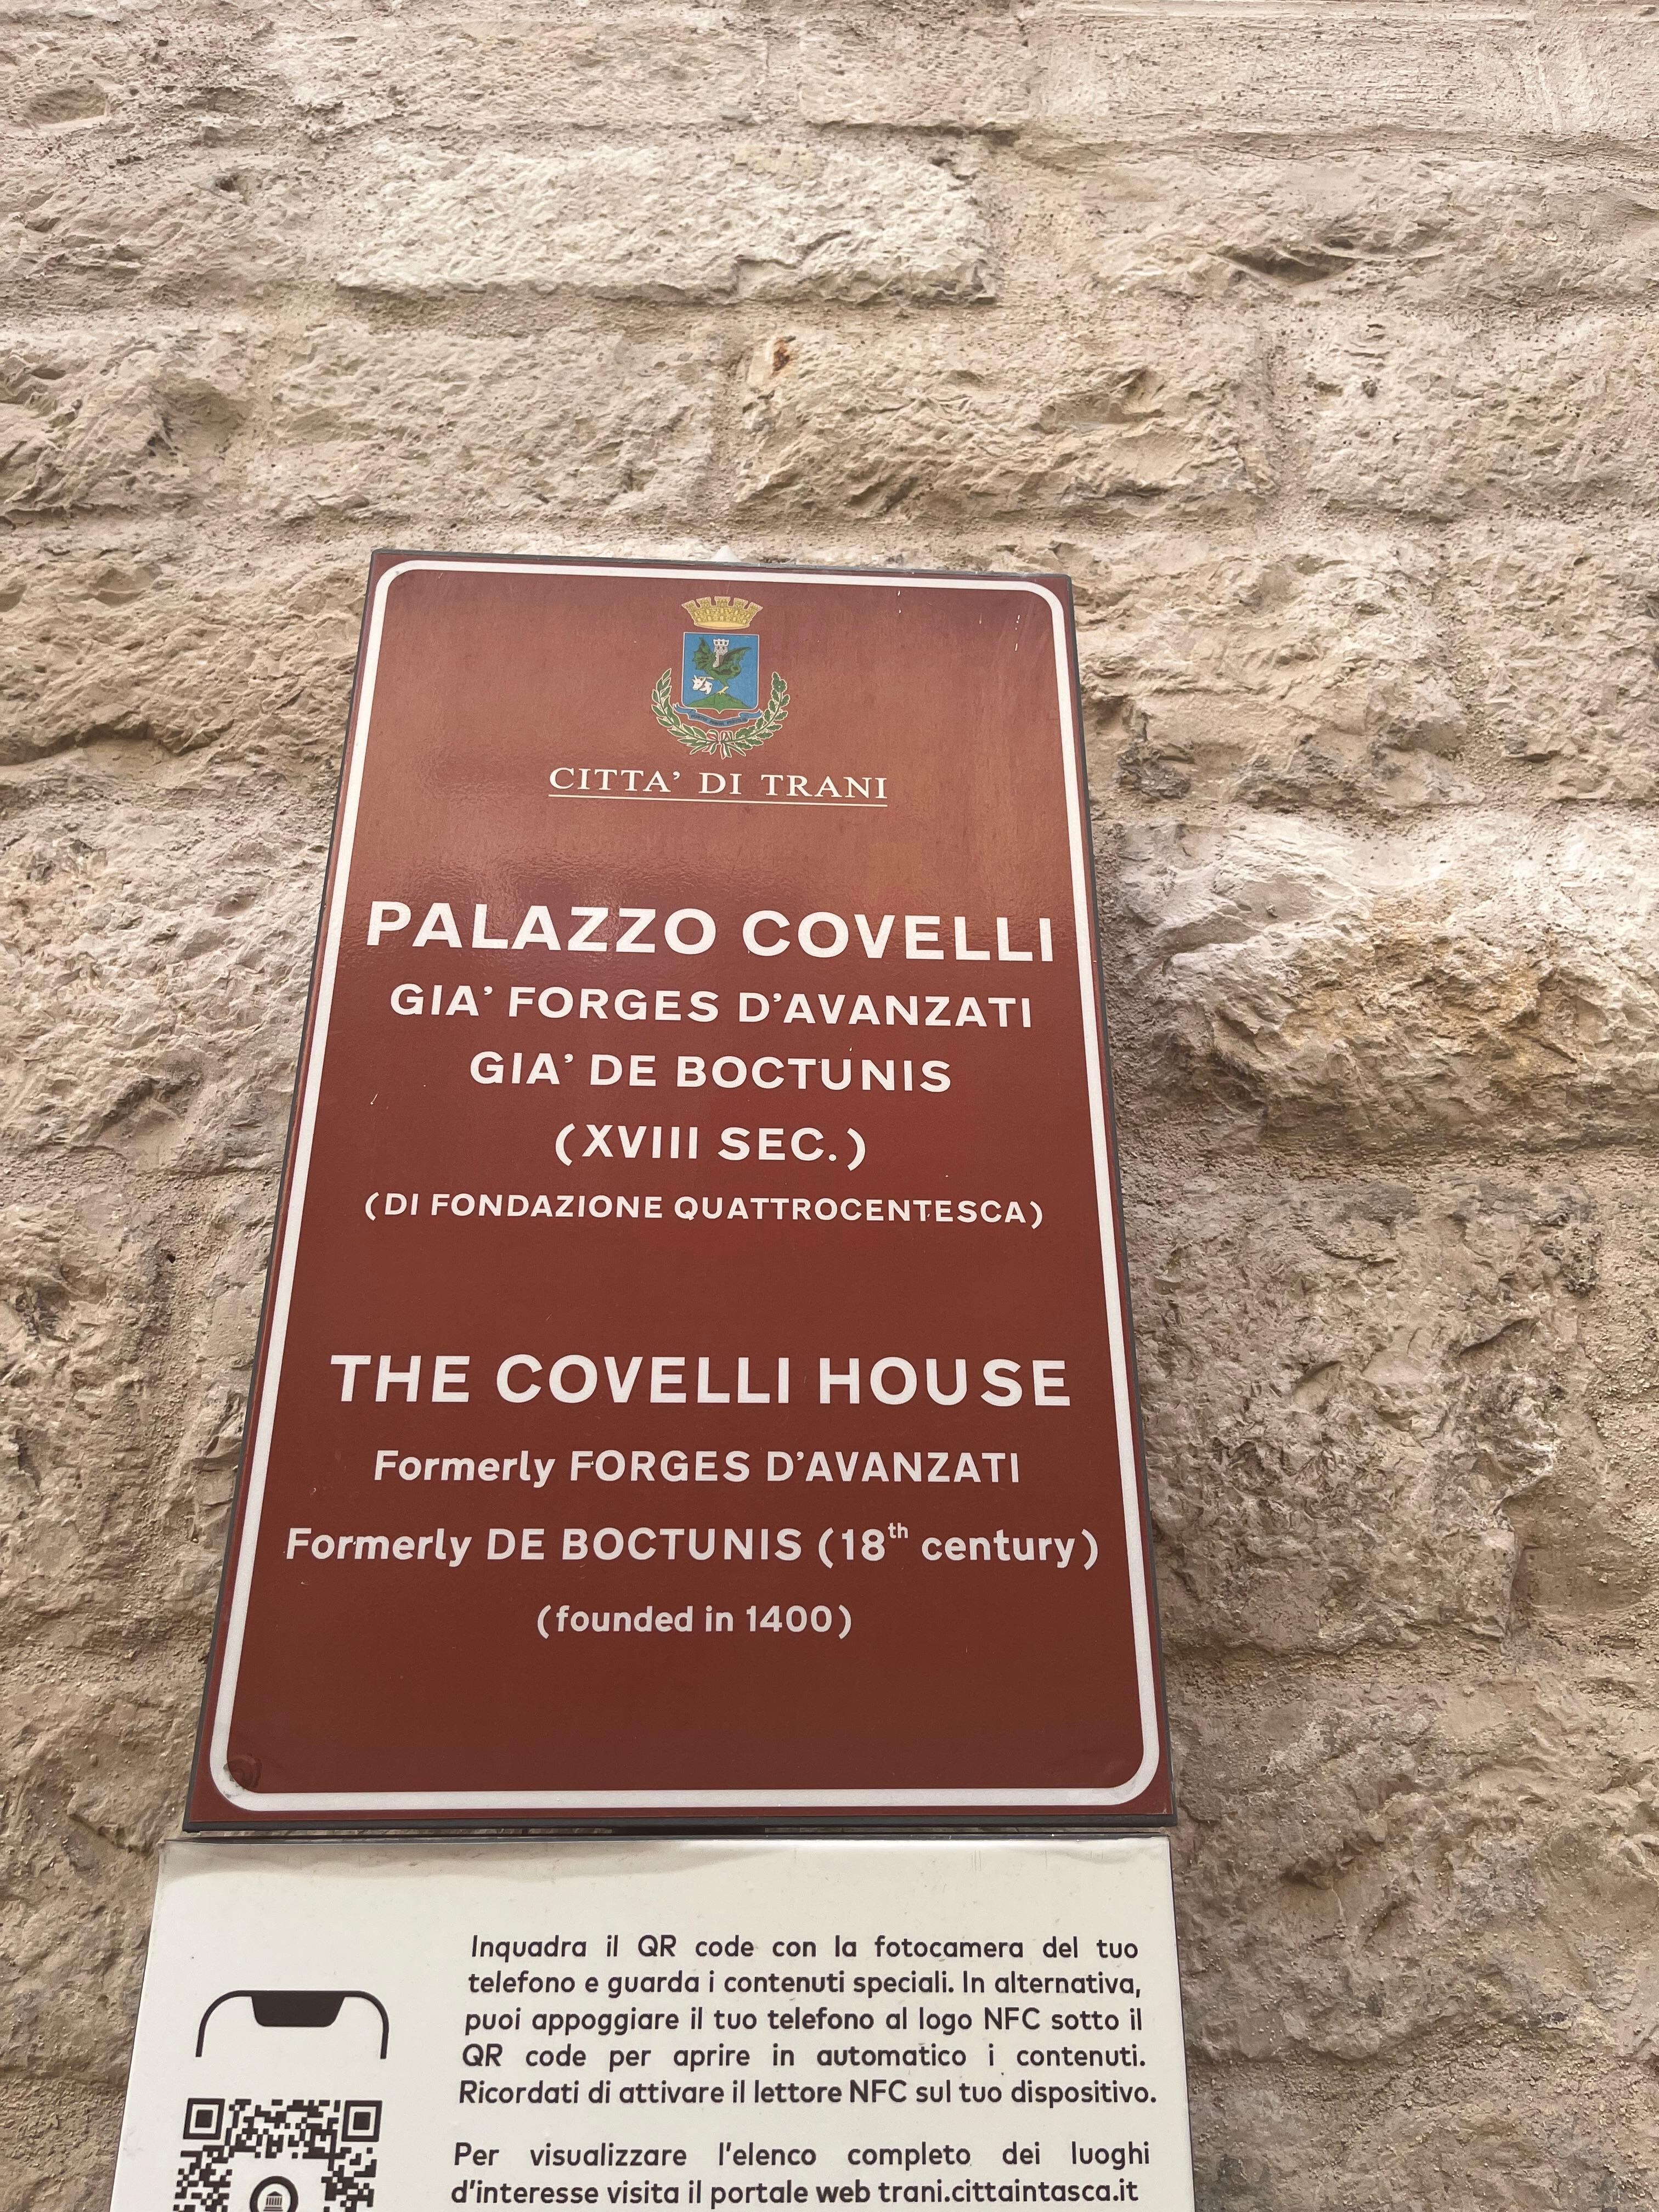 CITTA' DI TRANI
PALAZZO COVELLI
GIA' FORGES D'AVANZATI
GIA' DE BOCTUNIS
(XVIII SEC.)
(DI FONDAZIONE QUATTROCENTESCA)
THE COVELLI HOUSE
Formerly FORGES D'AVANZATI
Formerly DE BOCTUNIS (18th century)
(founded in 1400)
Inquadra il QR code con la fotocamera del tuo
telefono e guarda i contenuti speciali. In alternativa,
puoi appoggiare il tuo telefono al logo NFC sotto il
QR code per aprire in automatico i contenuti.
Ricordati di attivare il lettore NFC sul tuo dispositivo.
Per visualizzare l'elenco completo dei luoghi
d'interesse visita il portale web trani.cittaintasca.it